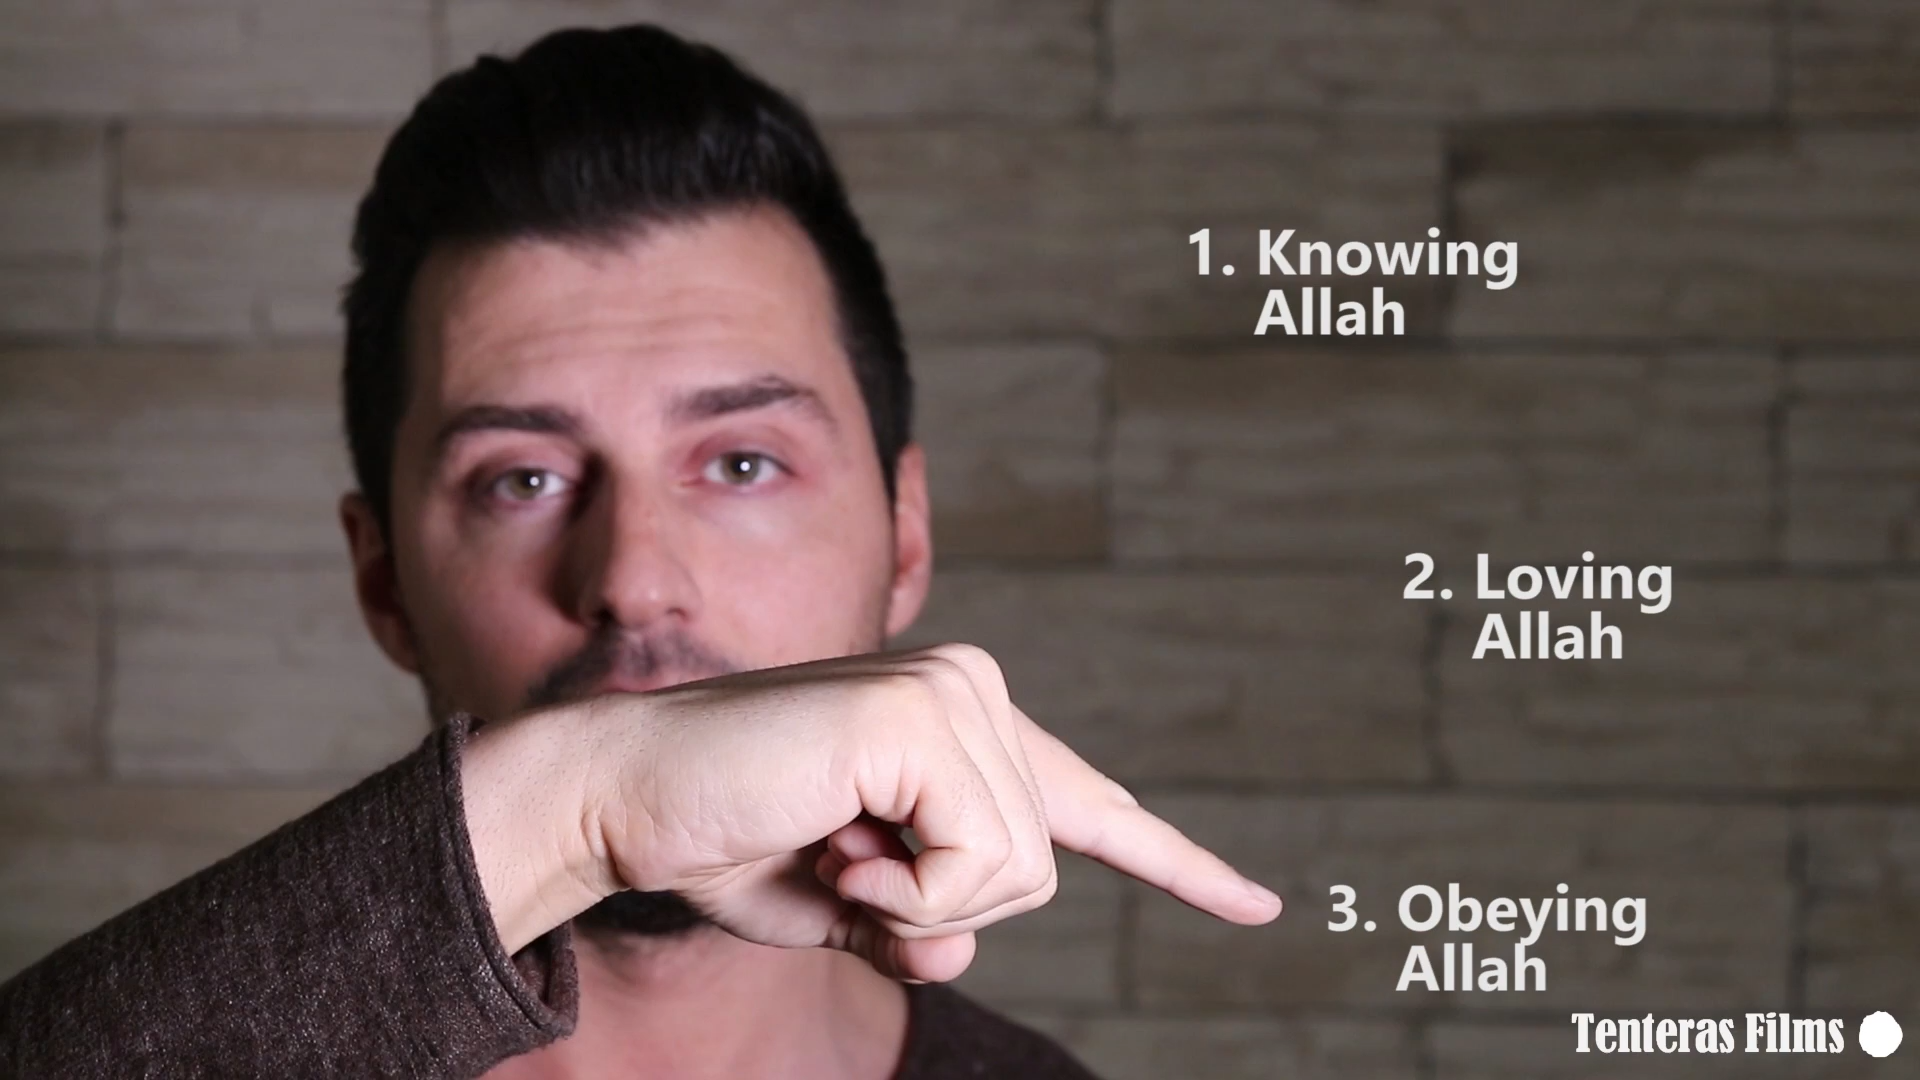 1. Knowing
Allah
2. Loving
Allah
3. Obeying
Allah
Tenteras Films